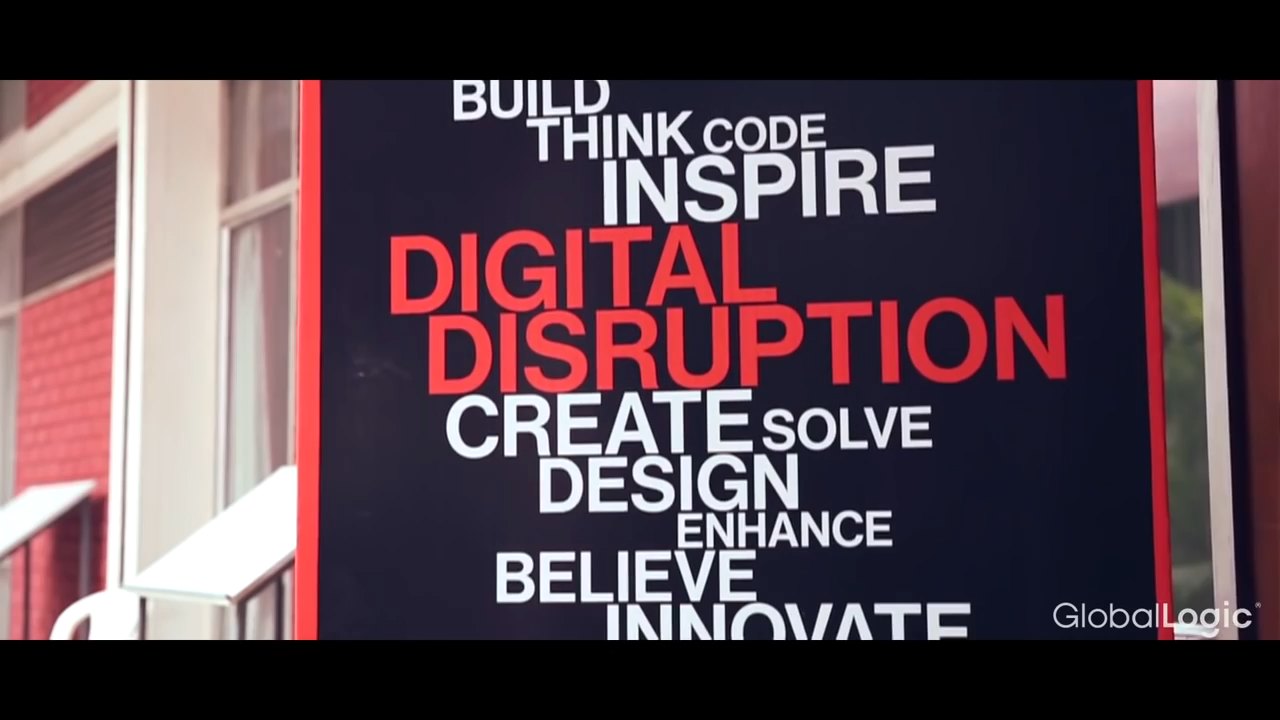 BUILD
THINK CODE
INSPIRE
DIGITAL
DISRUPTION
CREATE SOLVE
DESIGN
ENHANCE
BELIEVE
INNOVATE
GlobalLogic®